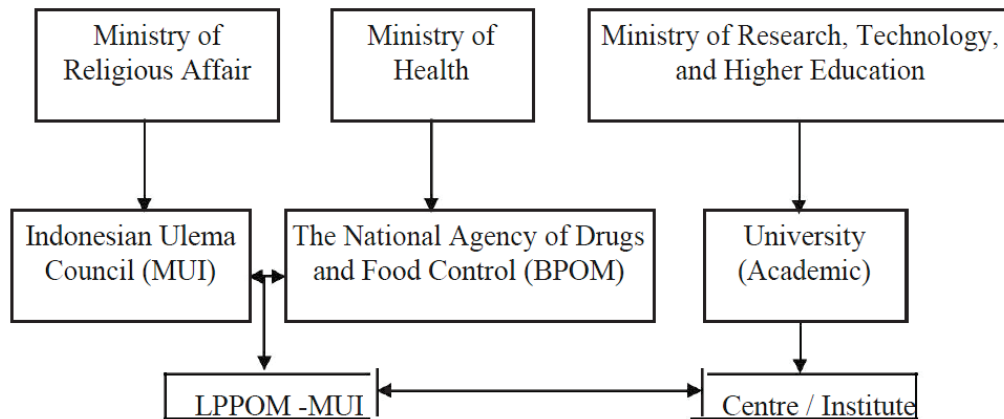 Ministry of
Religious Affair
Ministry of
Health
Ministry of Research, Technology,
and Higher Education
Indonesian Ulema
Council (MUI)
The National Agency of Drugs
and Food Control (BPOM)
University
(Academic)
LPPOM -MUI
Centre / Institute